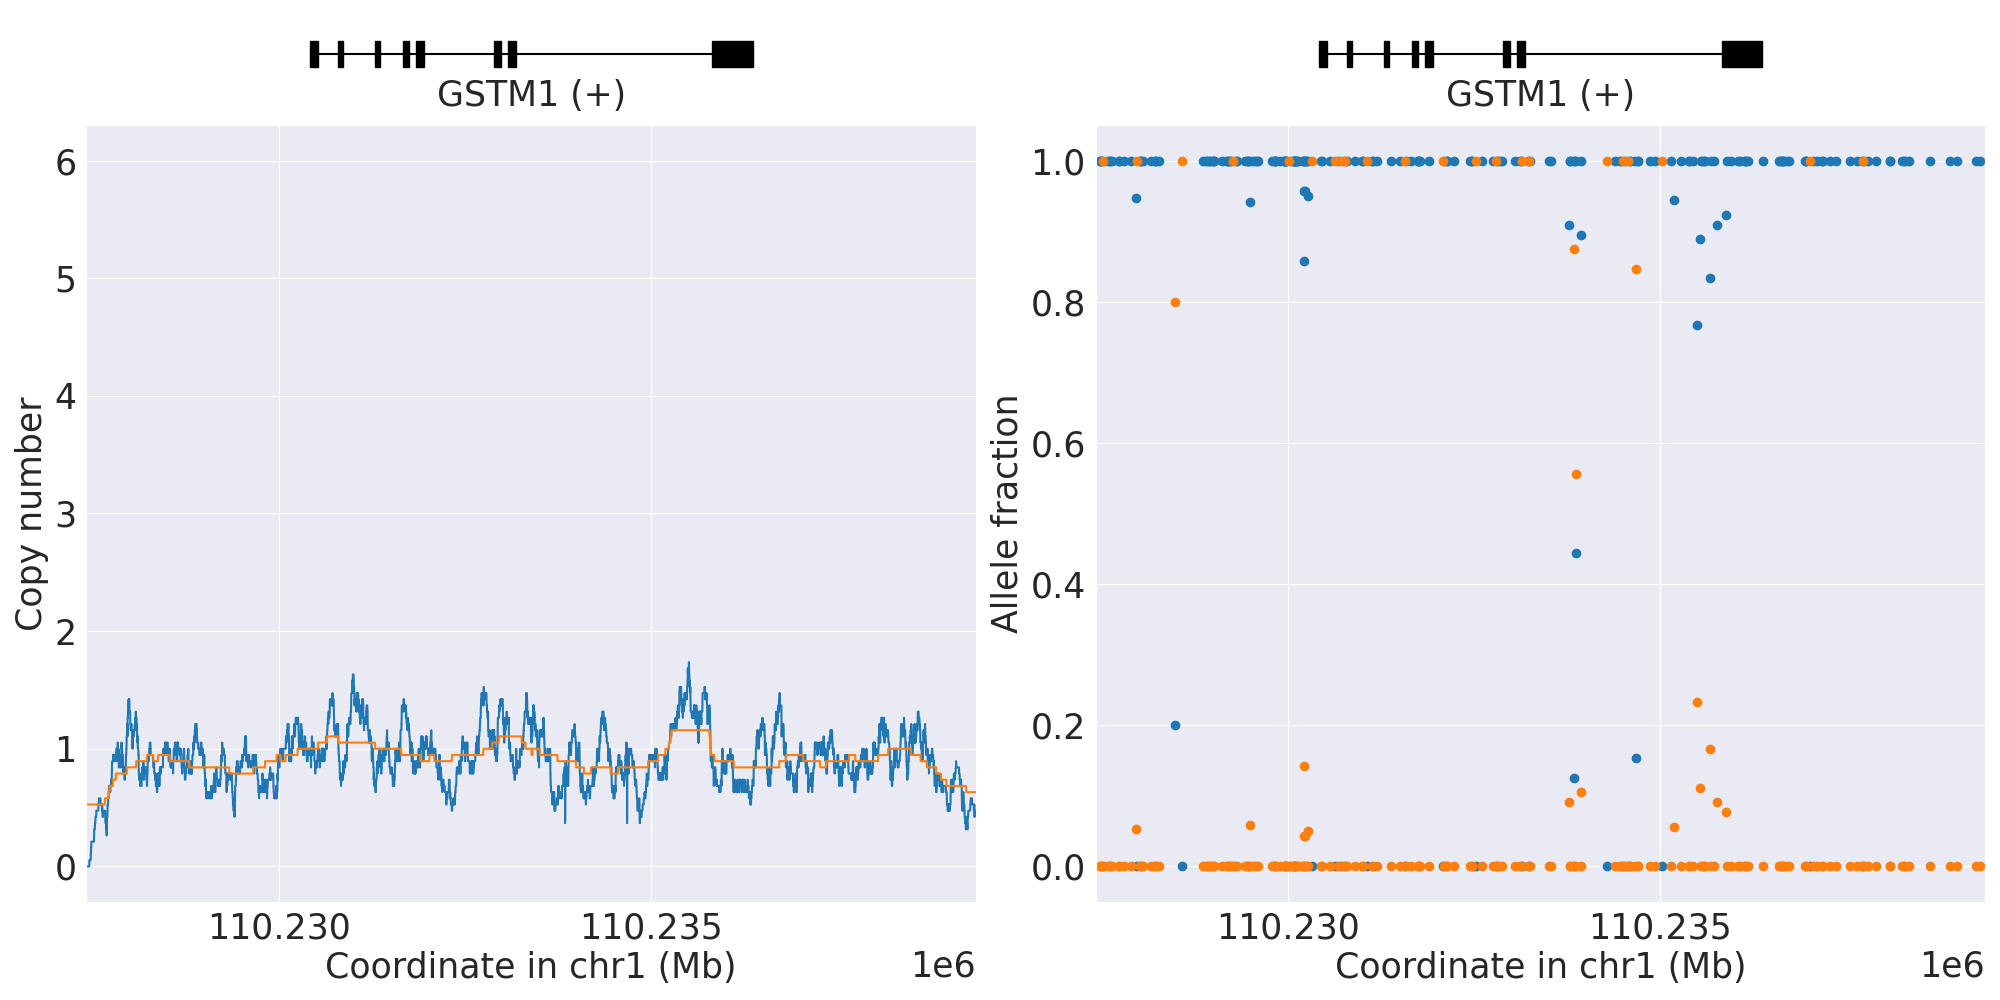 GSTM1 (+)
6
5
4
3
2
1
0
Copy number
110.230
110.235
Coordinate in chr1 (Mb)
1e6
GSTM1 (+)
1.0
0.8
0.6
0.4
0.2
0.0
Allele fraction
110.230
110.235
Coordinate in chr1 (Mb)
1e6